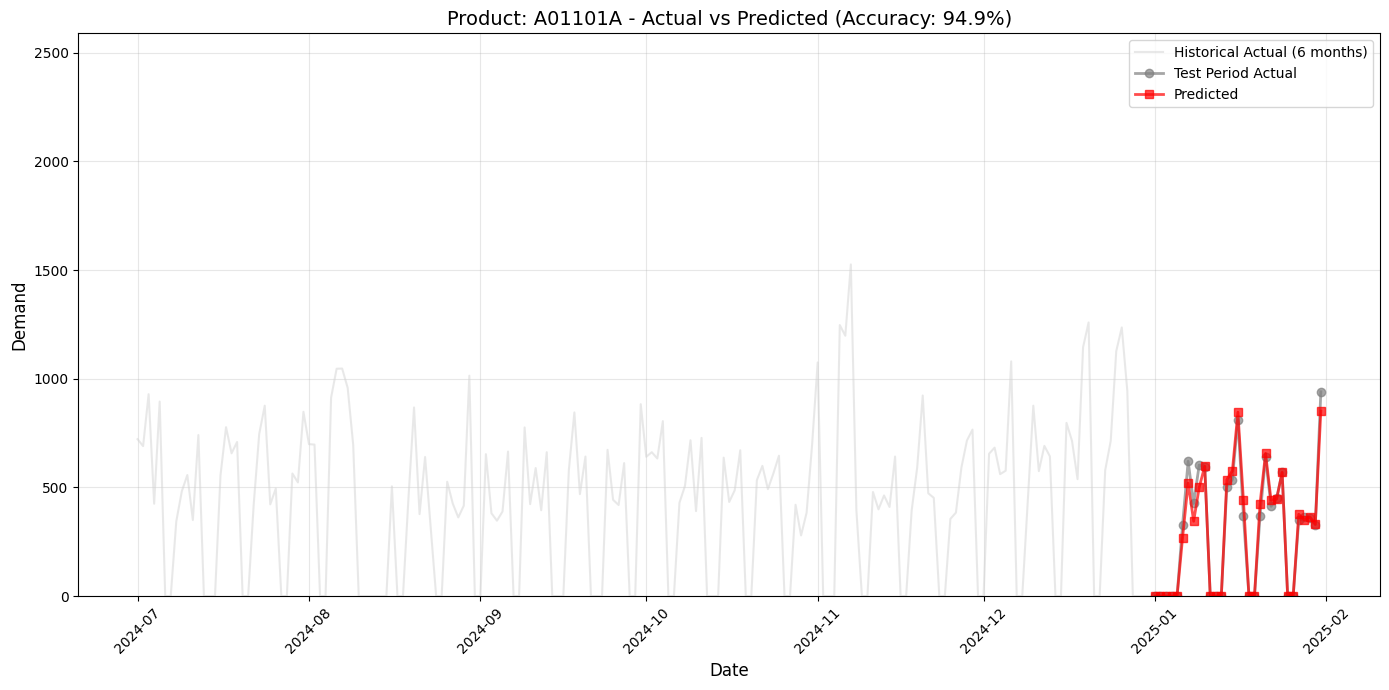 Product: A01101A - Actual vs Predicted (Accuracy: 94.9%)
Historical Actual (6 months)
Test Period Actual
Predicted
Demand
2500
2000
1500
1000
500
0
2024-07
2024-08
2024-09
2024-10
2024-11
2024-12
2025-01
2025-02
Date